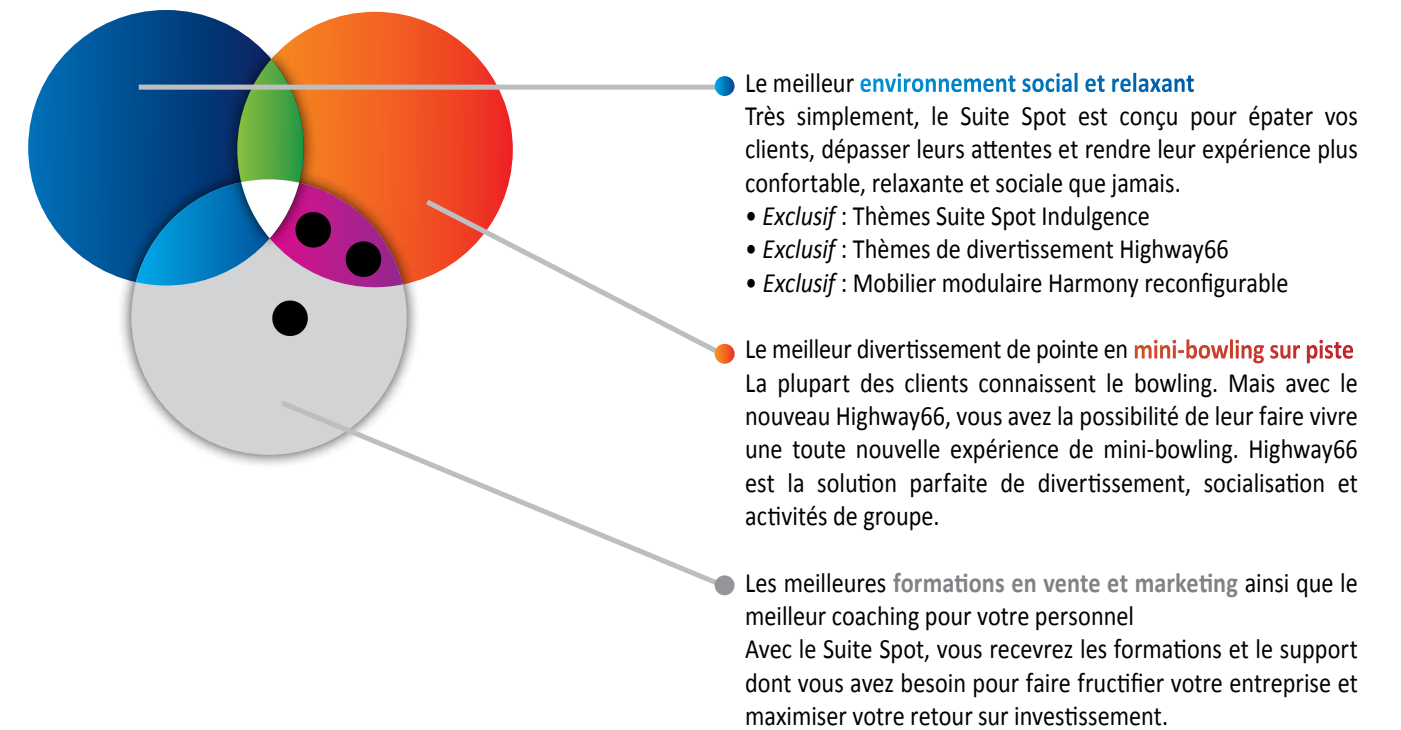 Le meilleur environnement social et relaxant
Très simplement, le Suite Spot est conçu pour épater vos
clients, dépasser leurs attentes et rendre leur expérience plus
confortable, relaxante et sociale que jamais.
• Exclusif : Thèmes Suite Spot Indulgence
• Exclusif : Thèmes de divertissement Highway66
• Exclusif : Mobilier modulaire Harmony reconfigurable
Le meilleur divertissement de pointe en mini-bowling sur piste
La plupart des clients connaissent le bowling. Mais avec le
nouveau Highway66, vous avez la possibilité de leur faire vivre
une toute nouvelle expérience de mini-bowling. Highway66
est la solution parfaite de divertissement, socialisation et
activités de groupe.
Les meilleures formations en vente et marketing ainsi que le
meilleur coaching pour votre personnel
Avec le Suite Spot, vous recevrez les formations et le support
dont vous avez besoin pour faire fructifier votre entreprise et
maximiser votre retour sur investissement.